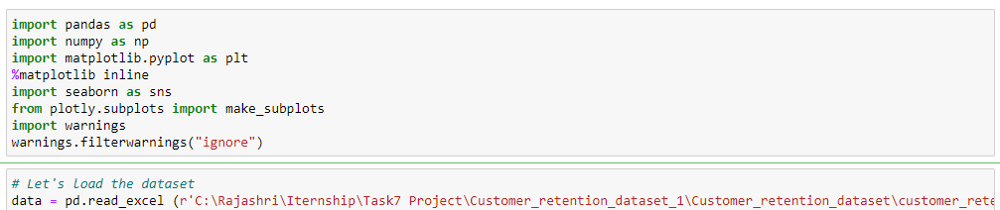 import pandas as pd
import numpy as np
import matplotlib.pyplot as plt
%matplotlib inline
import seaborn as sns
from plotly.subplots import make_subplots
import warnings
warnings.filterwarnings("ignore")
# Let's load the dataset
data = pd.read_excel (r'C:\Rajashri\Iternship\Task7 Project\Customer_retention_dataset_1\Customer_retention_dataset\customer_rete